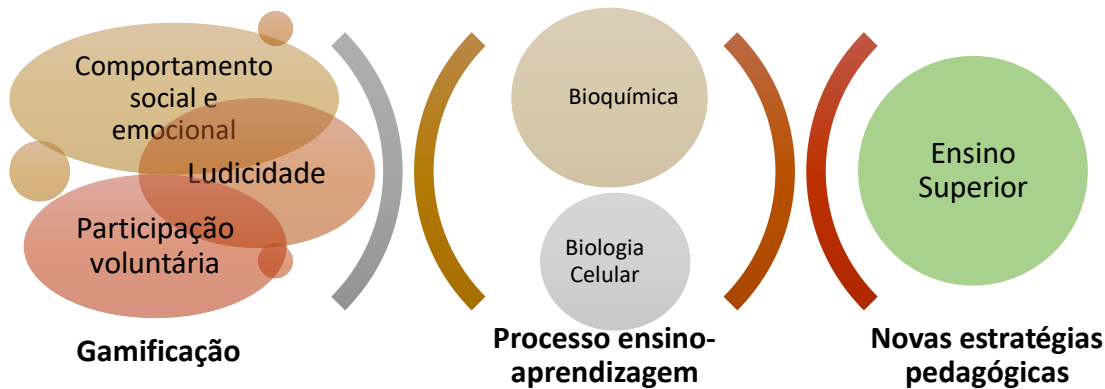 Comportamento
social e
emocional
Ludicidade
Participação
voluntária
Gamificação
Bioquímica
Biologia
Celular
Processo ensino-
aprendizagem
Ensino
Superior
Novas estratégias
pedagógicas